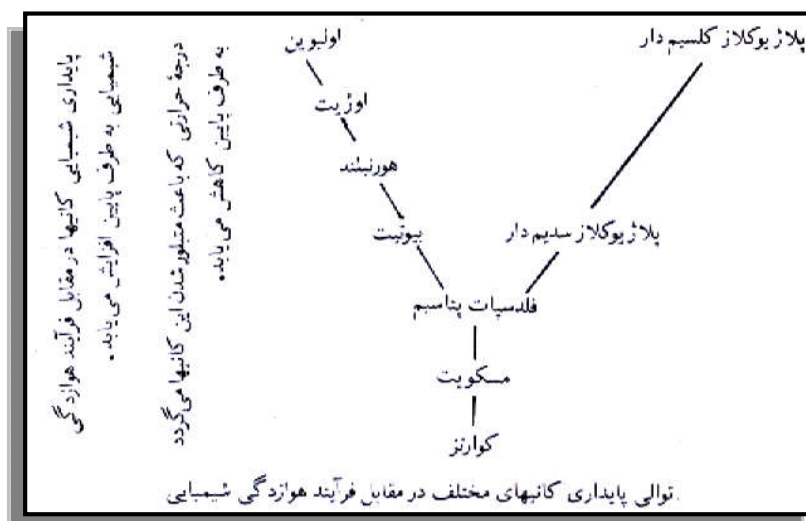 اولیوین
اوژیت
هورنبلند
بیوتیت
پلاژیوکلاز کلسیم دار
پلاژیوکلاز سدیم دار
فلدسپات پتاسیم
مسکویت
کوارتز
درجهٔ حرارتی که باعث متبلور شدن این کانیها میگردد
به طرف پایین کاهش می یابد.
پایداری شیمیایی کانیها در مقابل فرآیند هوازدگی
شیمیایی به طرف پایین افزایش می یابد.
توالی پایداری کانیهای مختلف در مقابل فرآیند هوازدگی شیمیایی